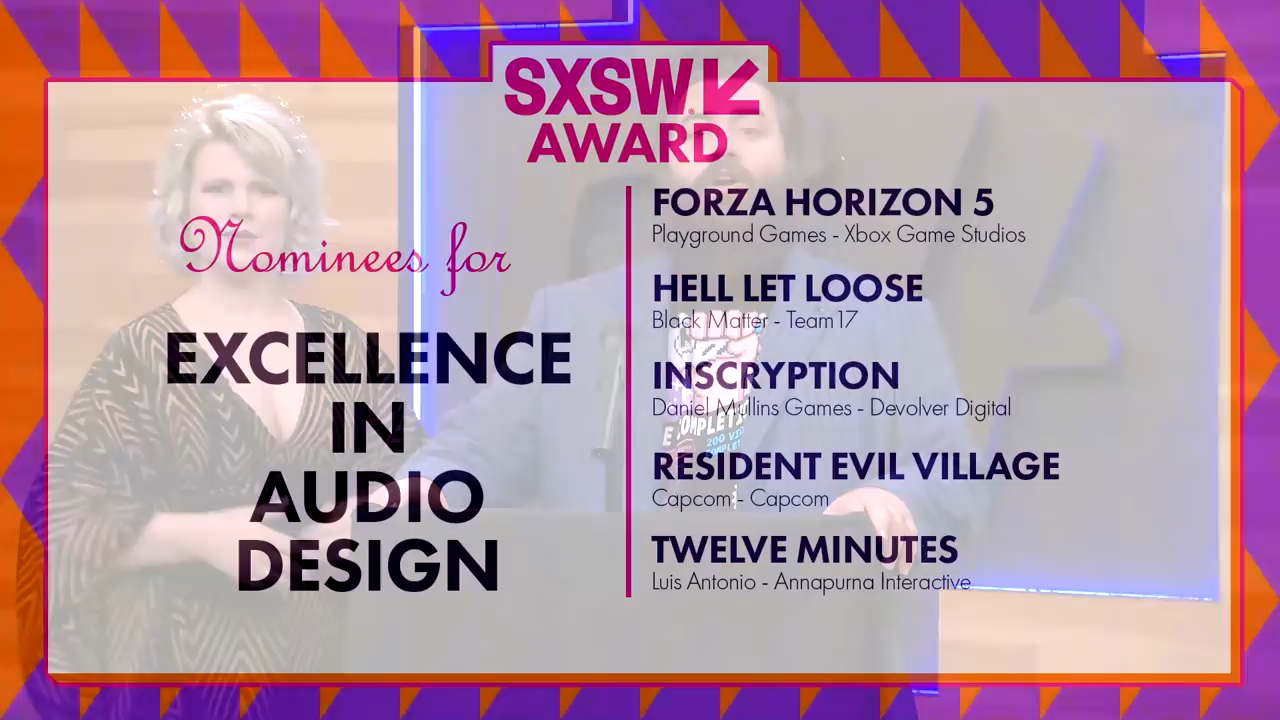 SXSW
AWARD
Nominees for
EXCELLENCE
IN
AUDIO
DESIGN
FORZA HORIZON 5
Playground Games - Xbox Game Studios
HELL LET LOOSE
Black Matter - Team17
INSCRYPTION
Daniel Mullins Games - Devolver Digital
RESIDENT EVIL VILLAGE
Capcom - Capcom
TWELVE MINUTES
Luis Antonio - Annapurna Interactive